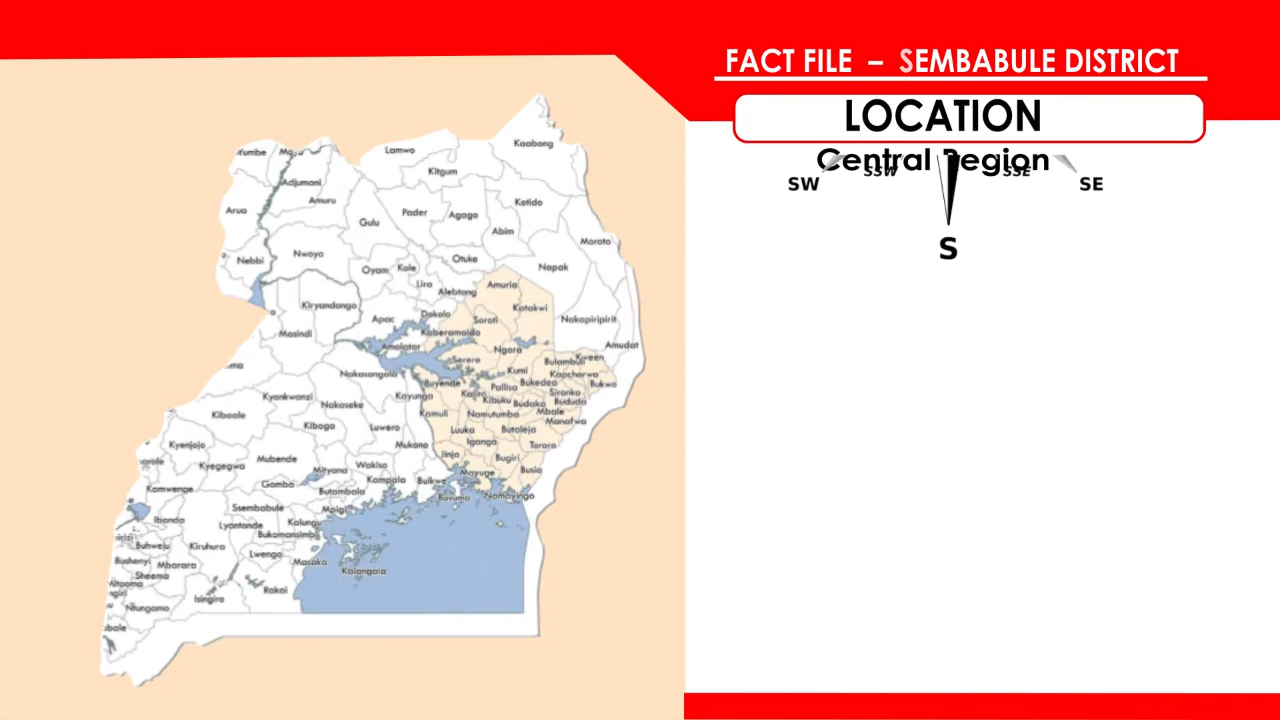 FACT FILE – SEMBABULE DISTRICT
LOCATION
Central Region
SSW SSE
SW SE
S
Kaabong
Lamwo
Kitgum
Adjumani
Amuru
Kotido
Arua
Pader
Agago
Gulu
Abim
Moroto
Nwoya
Nebbi
Otuke
Oyam
Kole
Napak
Lira
Amuria
Alebtong
Kiryandongo
Katakwi
Dokolo
Apac
Soroti
Nakapiripirit
Masindi
Kaberamaido
Amolatar
Amudat
Ngora
Serere
Bulambuli
Kween
Nakasongola
Kumi
Kapchorwa
Buyende
Pallisa
Bukedea
Bukwo
Kyankwanzi
Kayunga
Kaliro
Kibuku
Sironko
Nakaseke
Budaka
Bududa
Kibaale
Kamuli
Namutumba
Mbale
Manafwa
Kiboga
Luwero
Luuka
Butaleja
Kyenjojo
Mukono
Iganga
Tororo
Jinja
Bugiri
Kyegegwa
Mubende
Mityana
Wakiso
Busia
Kampala
Buikwe
Mayuge
Gomba
Kamwenge
Butambala
Buvuma
Namayingo
Ssembabule
Mpigi
Ibanda
Lyantonde
Kalungu
Bukomansimbi
Buhweju
Kiruhura
Lwengo
Bushenyi
Mbarara
Masaka
Kalangala
Sheema
Mitooma
Rakai
Isingiro
Ntungamo